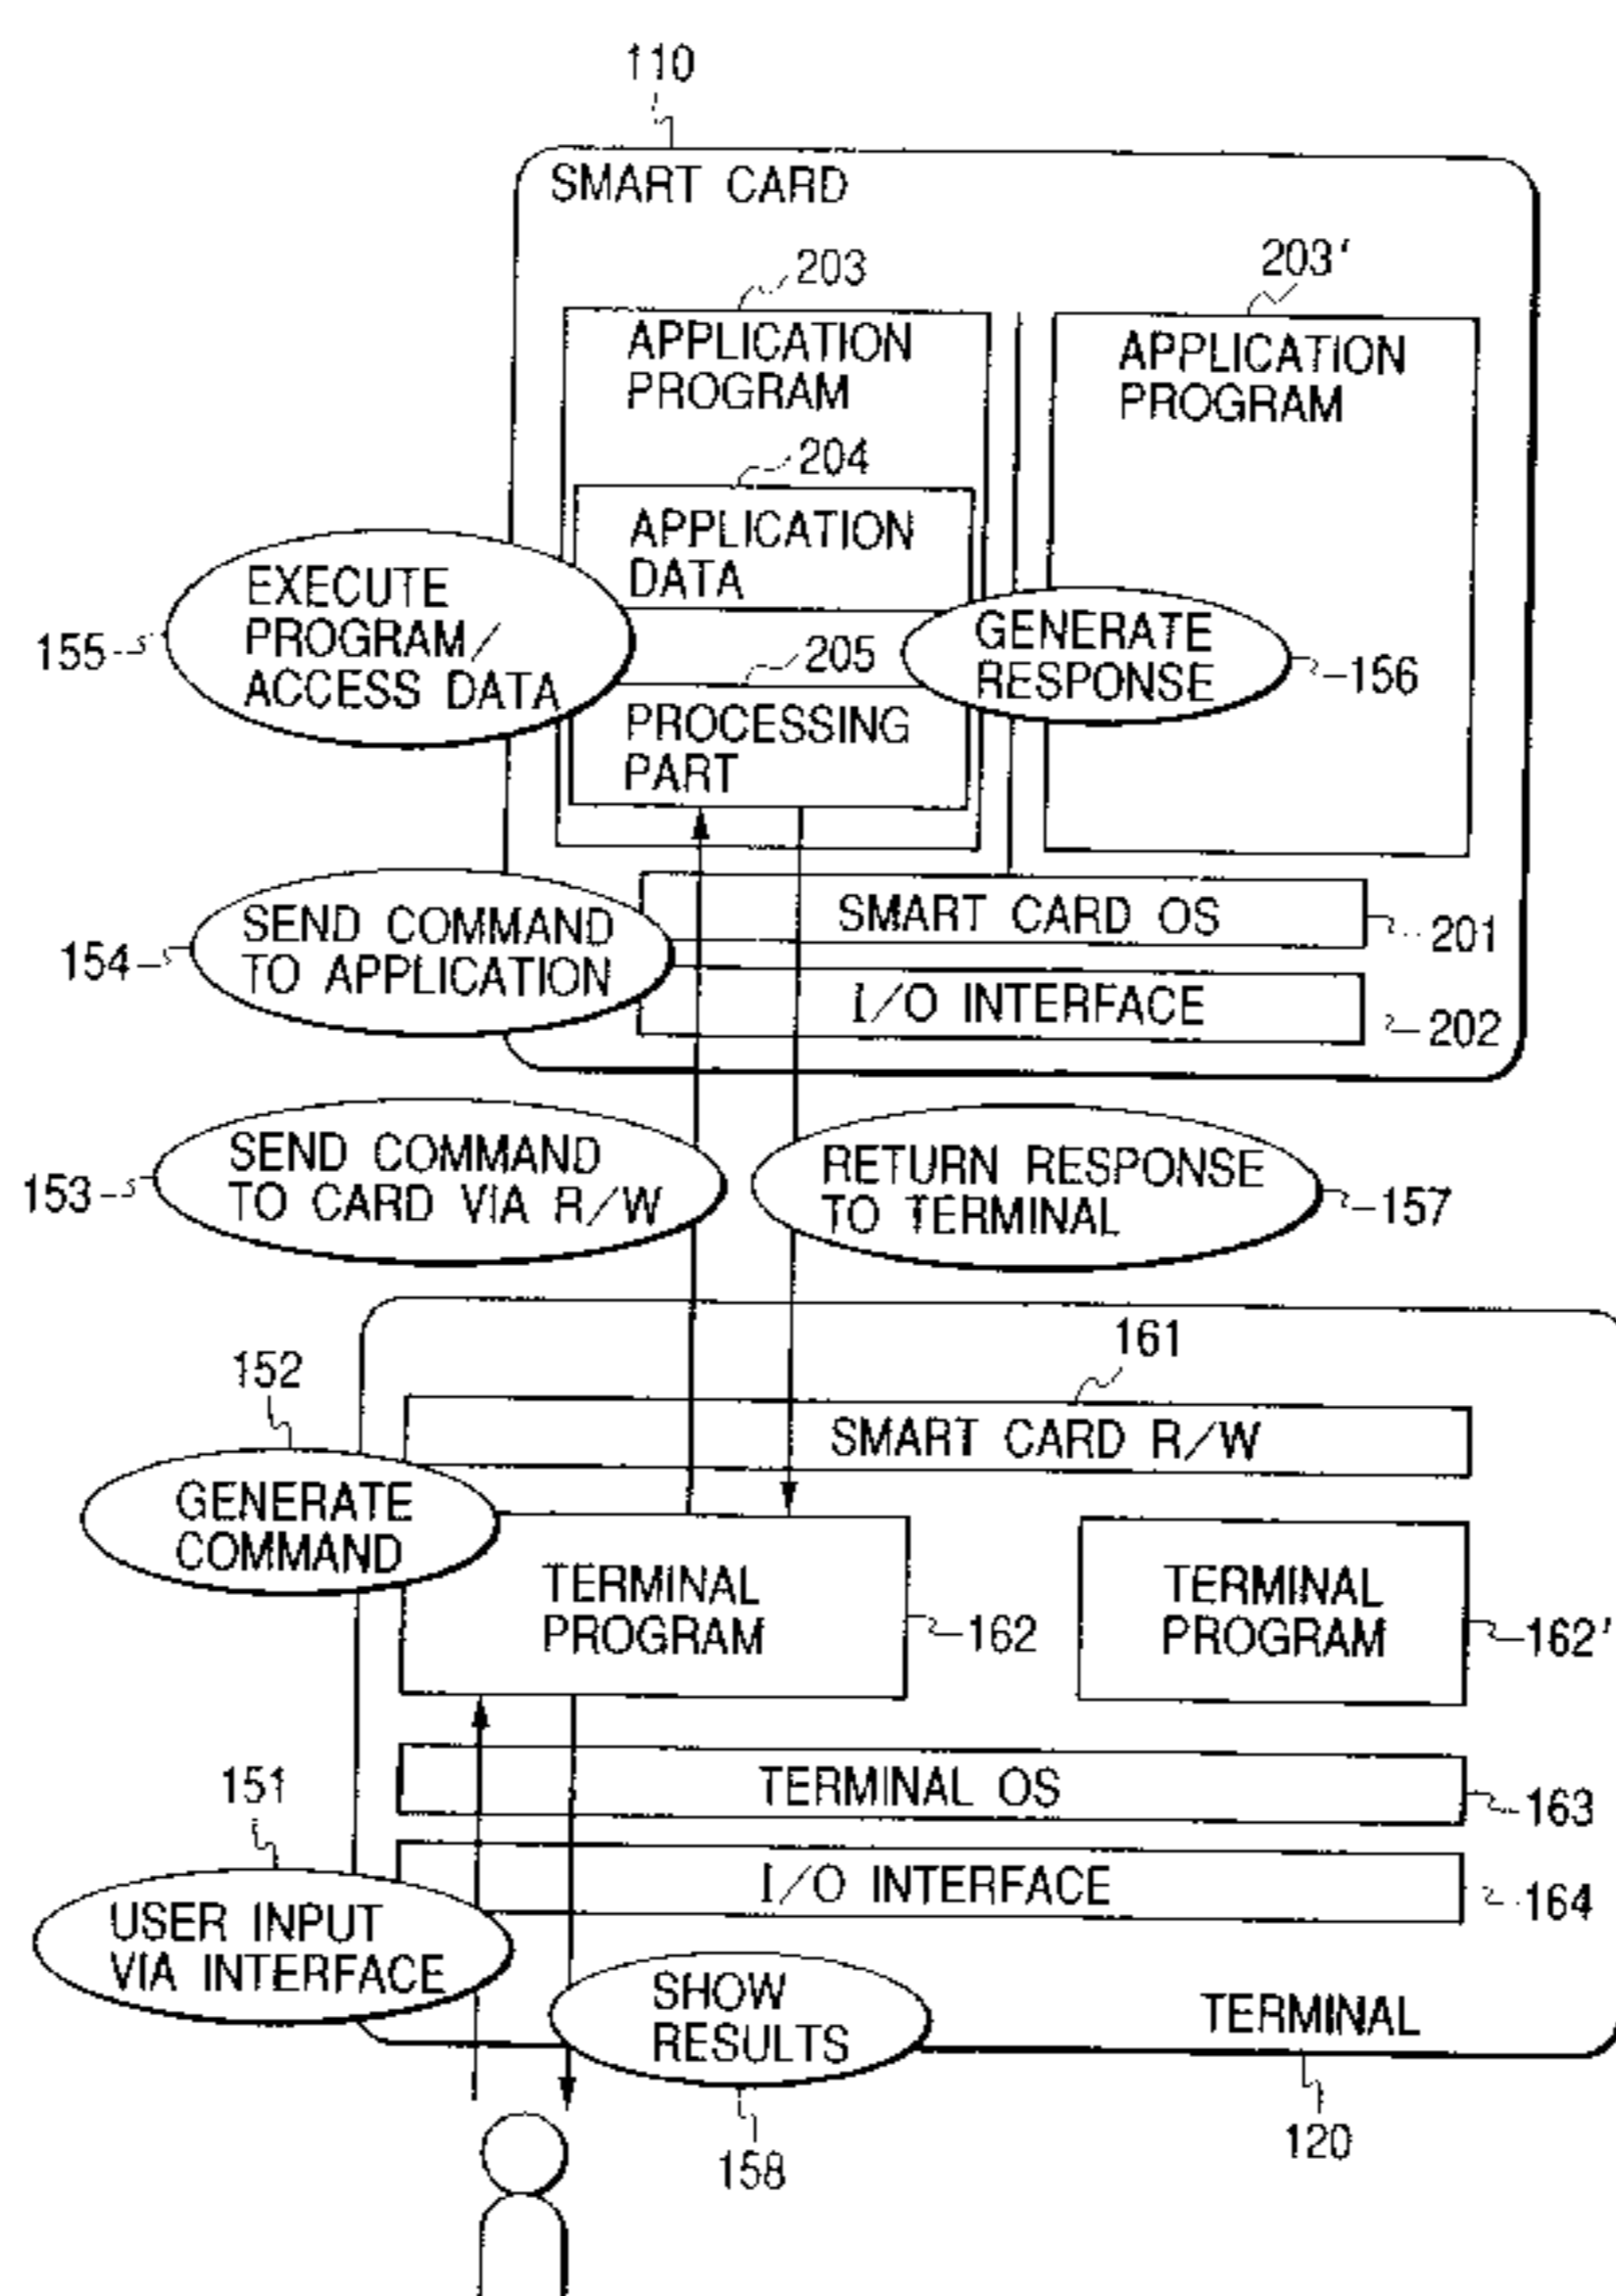 110
SMART CARD
203
203'
APPLICATION
PROGRAM
APPLICATION
PROGRAM
204
APPLICATION
DATA
EXECUTE
PROGRAM/
ACCESS DATA
155
GENERATE
RESPONSE
156
205
PROCESSING
PART
SEND COMMAND
TO APPLICATION
154
SMART CARD OS
201
I/O INTERFACE
202
SEND COMMAND
TO CARD VIA R/W
153
RETURN RESPONSE
TO TERMINAL
157
161
152
SMART CARD R/W
GENERATE
COMMAND
TERMINAL
PROGRAM
162
TERMINAL
PROGRAM
162'
151
TERMINAL OS
163
I/O INTERFACE
164
USER INPUT
VIA INTERFACE
SHOW
RESULTS
TERMINAL
158
120